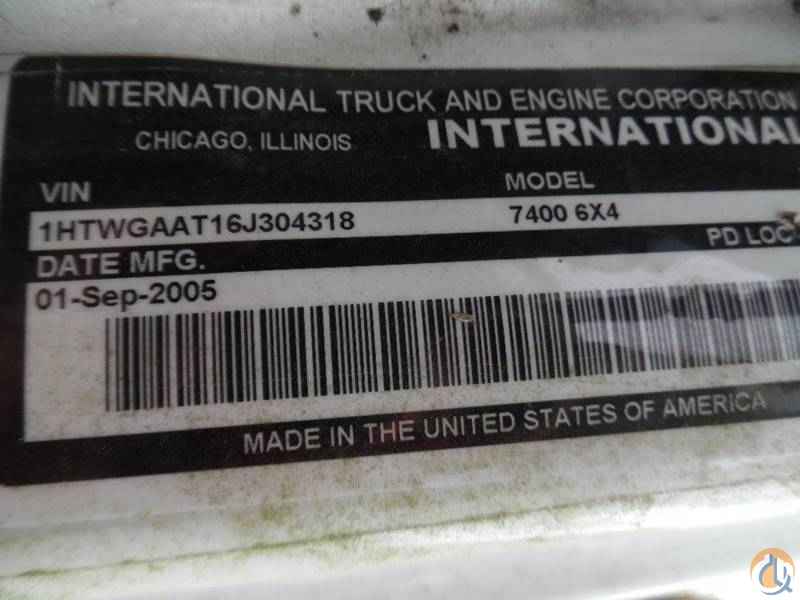 INTERNATIONAL TRUCK AND ENGINE CORPORATION
CHICAGO, ILLINOIS
INTERNATIONAL
VIN
MODEL
1HTWGAAT16J304318
7400 6X4
DATE MFG.
PD LOC
01-Sep-2005
MADE IN THE UNITED STATES OF AMERICA